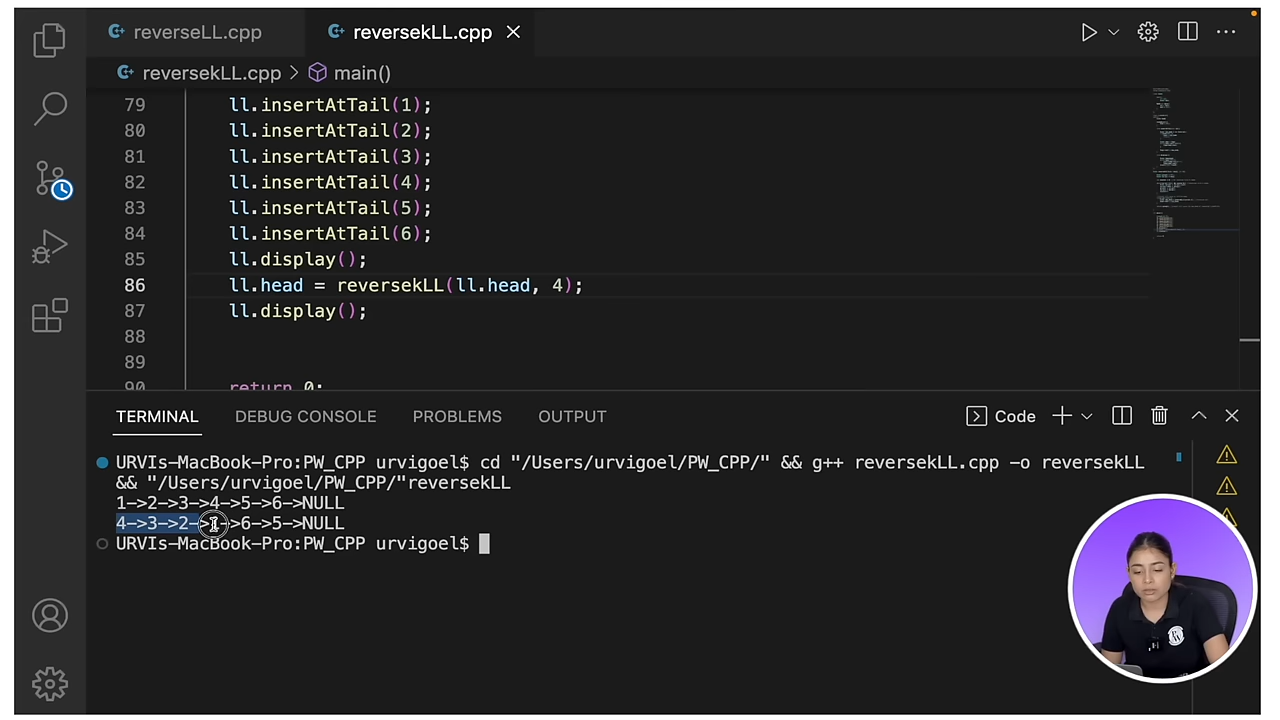 reverseLL.cpp
reversekLL.cpp
reversekLL.cpp > main()
79 ll.insertAtTail(1);
80 ll.insertAtTail(2);
81 ll.insertAtTail(3);
82 ll.insertAtTail(4);
83 ll.insertAtTail(5);
84 ll.insertAtTail(6);
85 ll.display();
86 ll.head = reversekLL(ll.head, 4);
87 ll.display();
88
89
90 return 0;
TERMINAL DEBUG CONSOLE PROBLEMS OUTPUT Code
URVIs-MacBook-Pro:PW_CPP urvigoel$ cd "/Users/urvigoel/PW_CPP/" && g++ reversekLL.cpp -o reversekLL
&& "/Users/urvigoel/PW_CPP/"reversekLL
1->2->3->4->5->6->NULL
4->3->2->1->6->5->NULL
URVIs-MacBook-Pro:PW_CPP urvigoel$